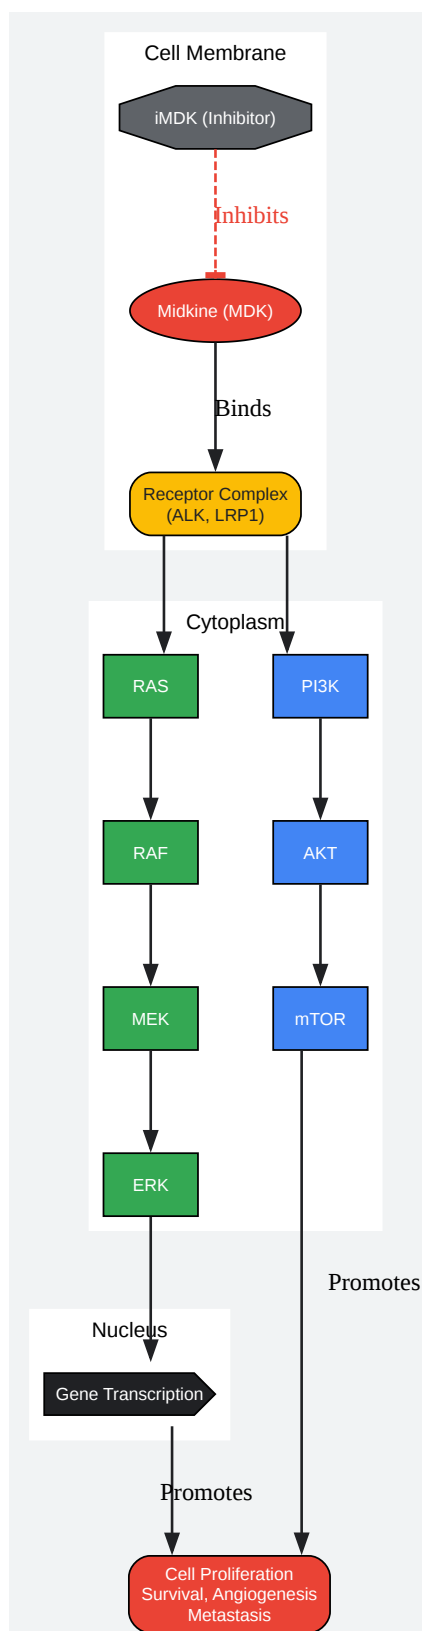 Cell Membrane
iMDK (Inhibitor)
Inhibits
Midkine (MDK)
Binds
Receptor Complex
(ALK, LRP1)
Cytoplasm
RAS
PI3K
RAF
AKT
MEK
mTOR
ERK
Promotes
Nucleus
Gene Transcription
Promotes
Cell Proliferation
Survival, Angiogenesis
Metastasis